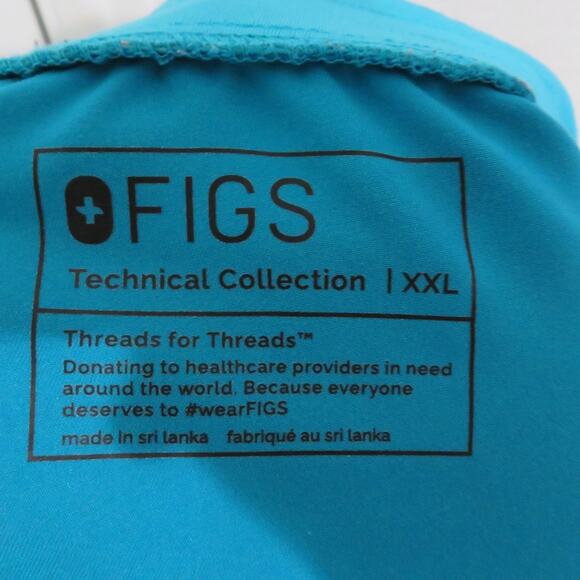 FIGS
Technical Collection | XXL
Threads for Threads™
Donating to healthcare providers in need
around the world. Because everyone
deserves to #wearFIGS
made in sri lanka fabriqué au sri lanka